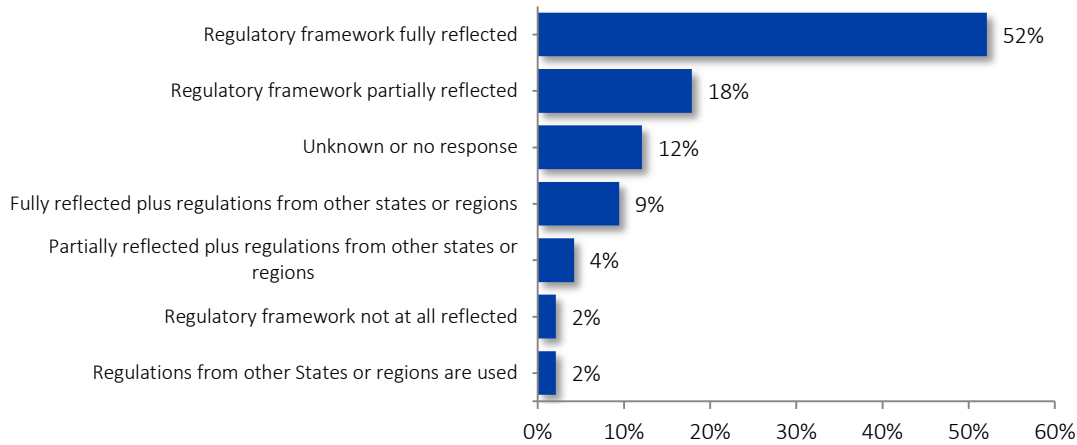 Regulatory framework fully reflected 52%
Regulatory framework partially reflected 18%
Unknown or no response 12%
Fully reflected plus regulations from other states or regions 9%
Partially reflected plus regulations from other states or
regions 4%
Regulatory framework not at all reflected 2%
Regulations from other States or regions are used 2%
0% 10% 20% 30% 40% 50% 60%